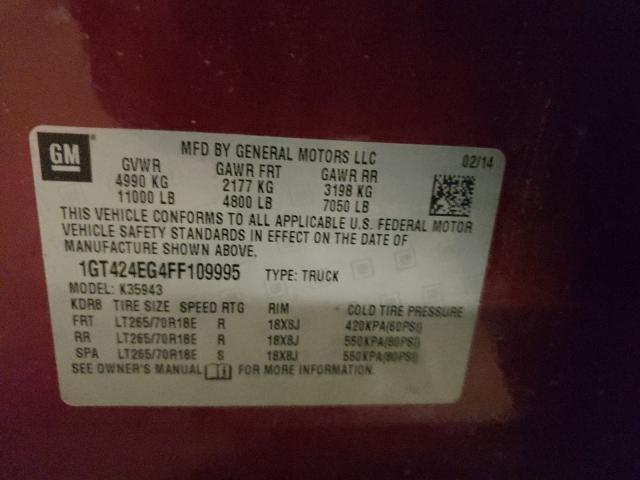 GM
MFD BY GENERAL MOTORS LLC 02/14
GVWR GAWR FRT GAWR RR
4990 KG 2177 KG 3198 KG
11000 LB 4800 LB 7050 LB
THIS VEHICLE CONFORMS TO ALL APPLICABLE U.S. FEDERAL MOTOR
VEHICLE SAFETY STANDARDS IN EFFECT ON THE DATE OF
MANUFACTURE SHOWN ABOVE.
1GT424EG4FF109995 TYPE: TRUCK
MODEL: K35943
KDRB TIRE SIZE SPEED RTG RIM COLD TIRE PRESSURE
FRT LT265/70R18E R 18X8J 420KPA(60PSI)
RR LT265/70R18E R 18X8J 550KPA(80PSI)
SPA LT265/70R18E S 18X8J 550KPA(80PSI)
SEE OWNER'S MANUAL FOR MORE INFORMATION.